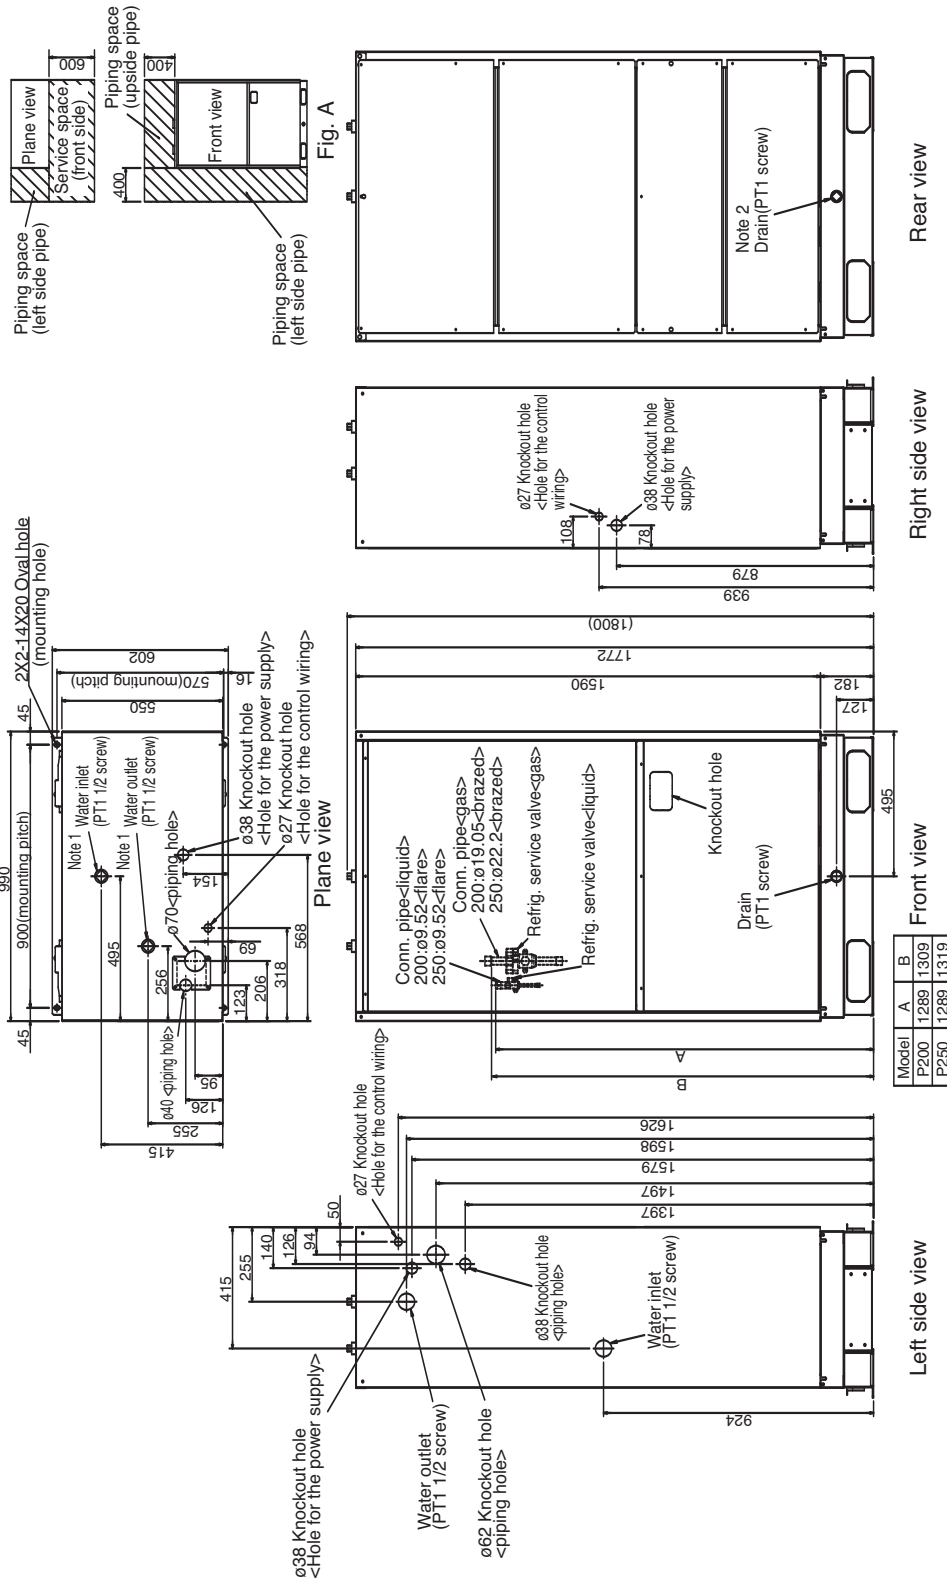 Piping space
(left side pipe)
Plane view
Service space
(front side)
600
Piping space
(upside pipe)
400
Front view
400
Piping space
(left side pipe)
Fig. A
Note 2
Drain(PT1 screw)
Rear view
ø27 Knockout hole
<Hole for the control
wiring>
ø38 Knockout hole
<Hole for the power
supply>
108
78
879
939
Right side view
2X2-14X20 Oval hole
(mounting hole)
990
45
900(mounting pitch)
45
602
570(mounting pitch)
16
550
Note 1
Water inlet
(PT1 1/2 screw)
Note 1
Water outlet
(PT1 1/2 screw)
ø70<piping hole>
ø38 Knockout hole
<Hole for the power supply>
ø27 Knockout hole
<Hole for the control wiring>
154
69
495
256
123
206
318
568
ø40 <piping hole>
95
126
255
415
Plane view
(1800)
1772
1590
182
127
495
Conn. pipe<liquid>
200:ø9.52<flare>
250:ø9.52<flare>
Conn. pipe<gas>
200:ø19.05<brazed>
250:ø22.2<brazed>
Refrig. service valve<gas>
Refrig. service valve<liquid>
Knockout hole
Drain
(PT1 screw)
A
B
Front view
Model A B
P200 1289 1309
P250 1289 1319
ø27 Knockout hole
<Hole for the control wiring>
50
94
126
140
255
415
1626
1598
1579
1497
1397
ø38 Knockout hole
<piping hole>
Water inlet
(PT1 1/2 screw)
924
ø38 Knockout hole
<Hole for the power supply>
Water outlet
(PT1 1/2 screw)
ø62 Knockout hole
<piping hole>
Left side view